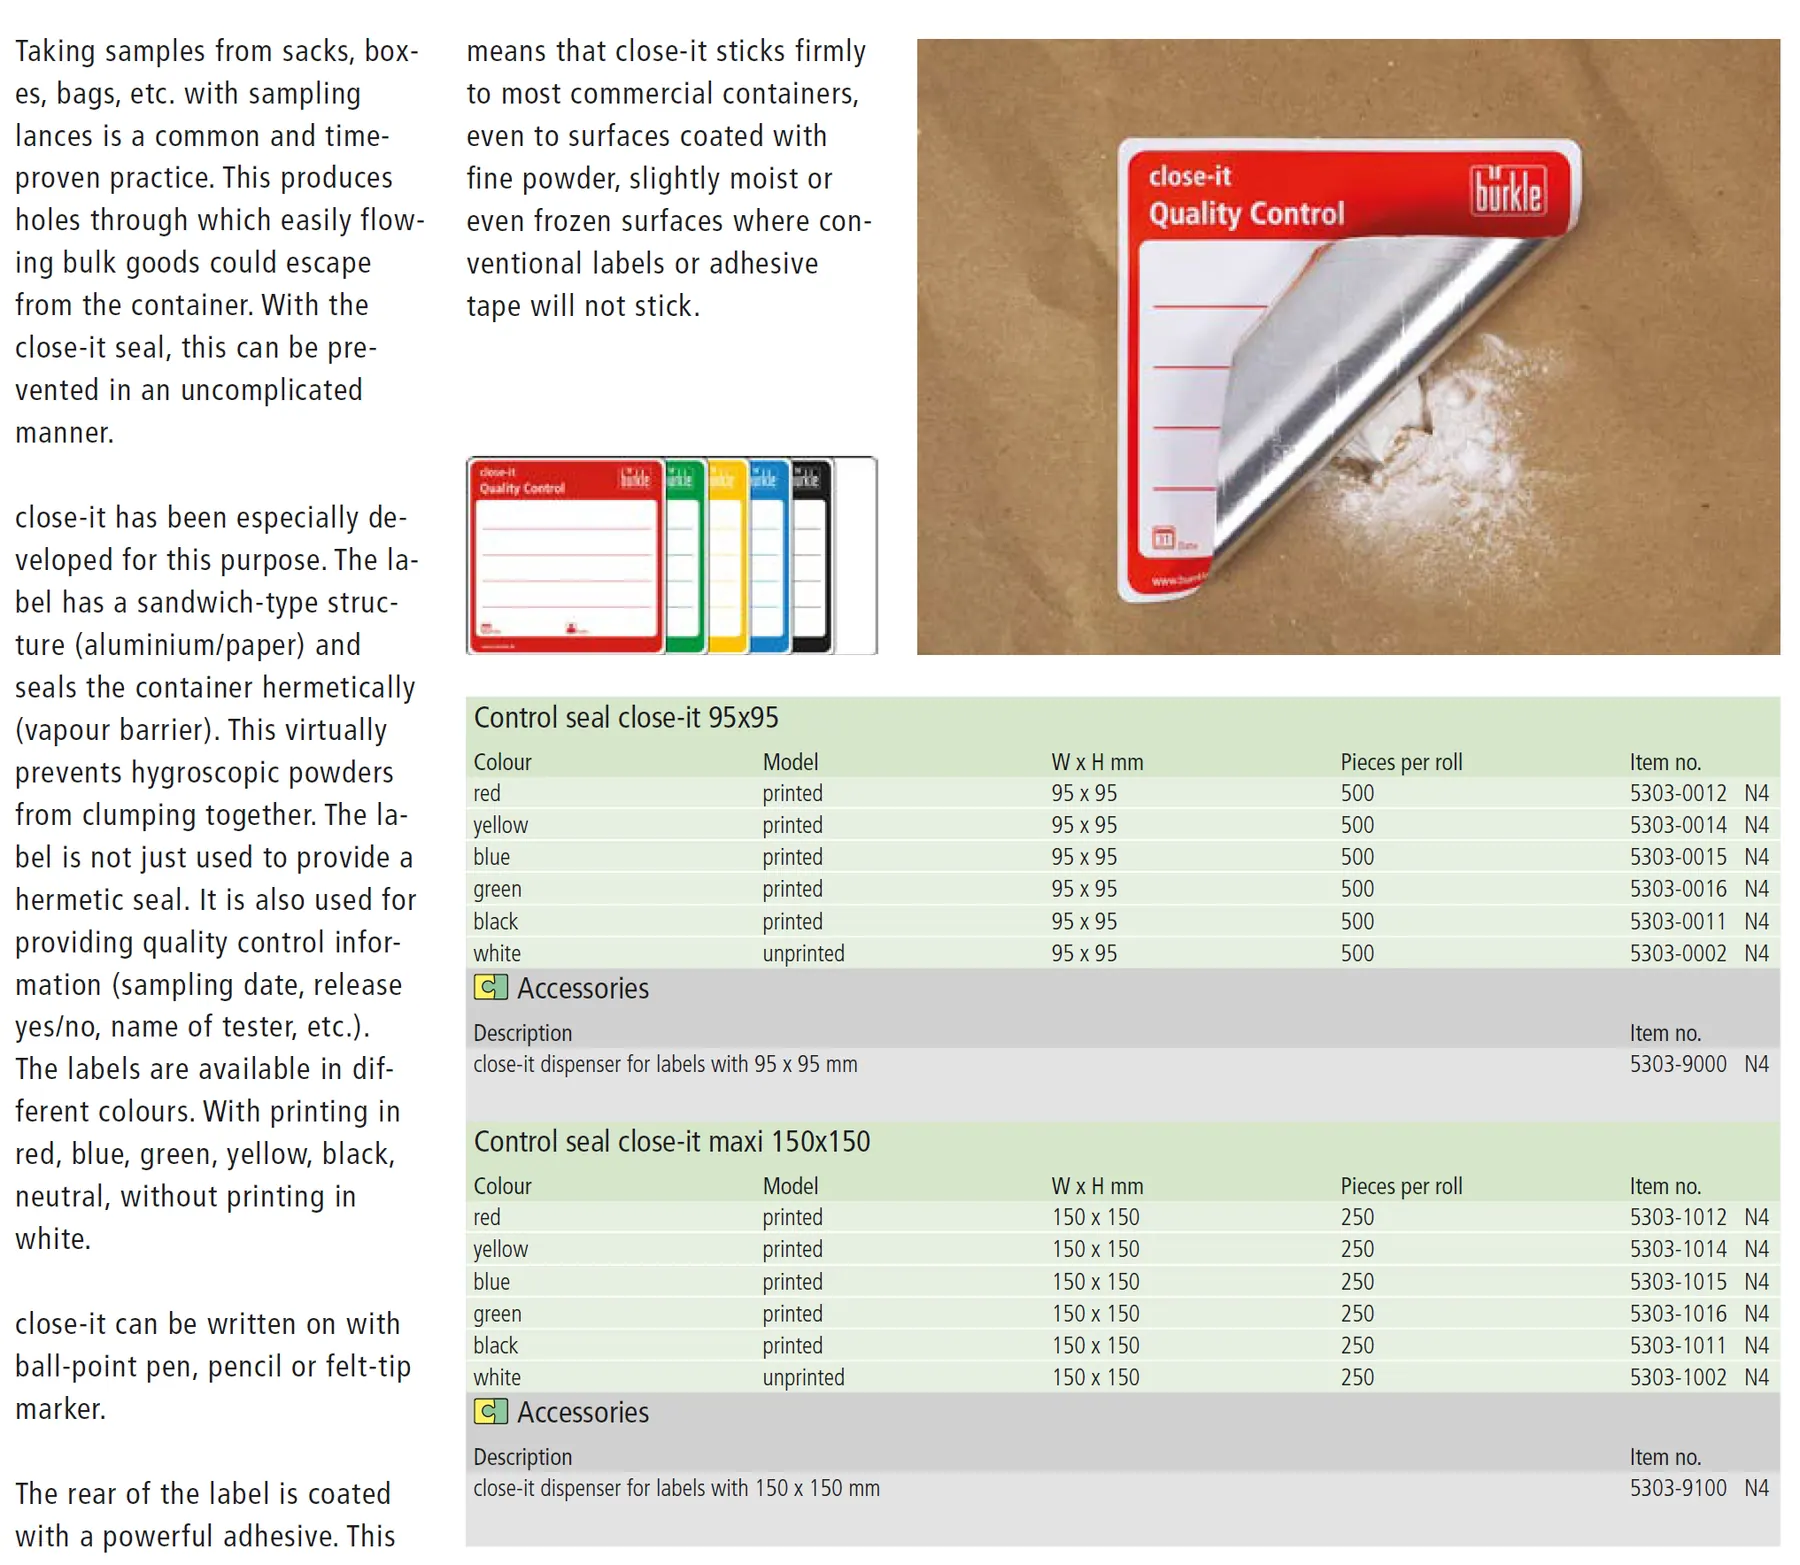 Taking samples from sacks, box-
es, bags, etc. with sampling
lances is a common and time-
proven practice. This produces
holes through which easily flow-
ing bulk goods could escape
from the container. With the
close-it seal, this can be pre-
vented in an uncomplicated
manner.
close-it has been especially de-
veloped for this purpose. The la-
bel has a sandwich-type struc-
ture (aluminium/paper) and
seals the container hermetically
(vapour barrier). This virtually
prevents hygroscopic powders
from clumping together. The la-
bel is not just used to provide a
hermetic seal. It is also used for
providing quality control infor-
mation (sampling date, release
yes/no, name of tester, etc.).
The labels are available in dif-
ferent colours. With printing in
red, blue, green, yellow, black,
neutral, without printing in
white.
close-it can be written on with
ball-point pen, pencil or felt-tip
marker.
The rear of the label is coated
with a powerful adhesive. This
means that close-it sticks firmly
to most commercial containers,
even to surfaces coated with
fine powder, slightly moist or
even frozen surfaces where con-
ventional labels or adhesive
tape will not stick.
close-it
Quality Control
bürkle
close-it
Quality Control
bürkle
31 Date
Control seal close-it 95x95
Colour Model W x H mm Pieces per roll Item no.
red printed 95 x 95 500 5303-0012 N4
yellow printed 95 x 95 500 5303-0014 N4
blue printed 95 x 95 500 5303-0015 N4
green printed 95 x 95 500 5303-0016 N4
black printed 95 x 95 500 5303-0011 N4
white unprinted 95 x 95 500 5303-0002 N4
Accessories
Description Item no.
close-it dispenser for labels with 95 x 95 mm 5303-9000 N4
Control seal close-it maxi 150x150
Colour Model W x H mm Pieces per roll Item no.
red printed 150 x 150 250 5303-1012 N4
yellow printed 150 x 150 250 5303-1014 N4
blue printed 150 x 150 250 5303-1015 N4
green printed 150 x 150 250 5303-1016 N4
black printed 150 x 150 250 5303-1011 N4
white unprinted 150 x 150 250 5303-1002 N4
Accessories
Description Item no.
close-it dispenser for labels with 150 x 150 mm 5303-9100 N4